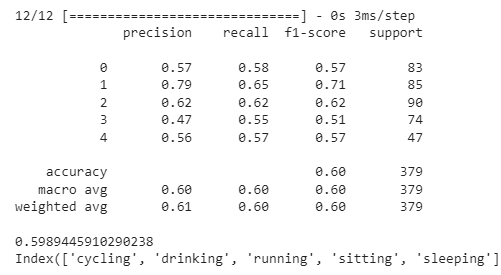 12/12 [==============================] - 0s 3ms/step
precision recall f1-score support
0 0.57 0.58 0.57 83
1 0.79 0.65 0.71 85
2 0.62 0.62 0.62 90
3 0.47 0.55 0.51 74
4 0.56 0.57 0.57 47
accuracy 0.60 379
macro avg 0.60 0.60 0.60 379
weighted avg 0.61 0.60 0.60 379
0.5989445910290238
Index(['cycling', 'drinking', 'running', 'sitting', 'sleeping']